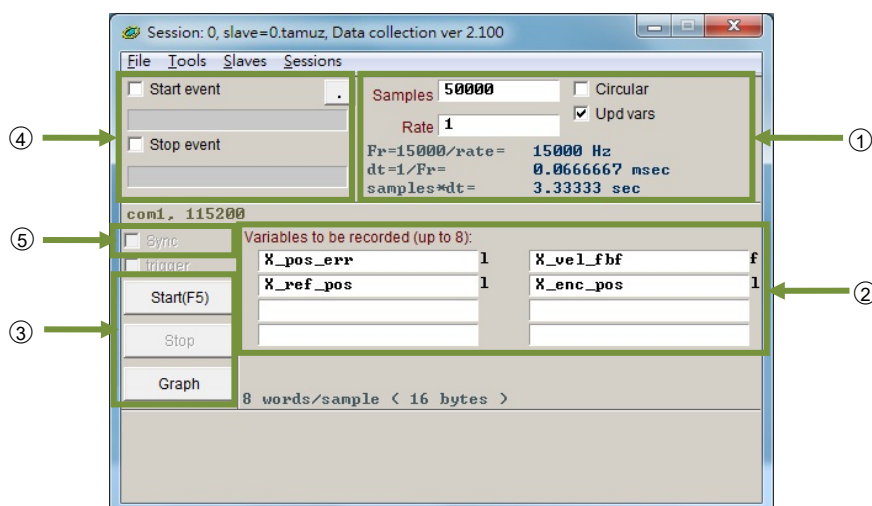 Session: 0, slave=0.tamuz, Data collection ver 2.100
File Tools Slaves Sessions
Start event
.
Stop event
Samples 50000
Circular
Rate 1
Upd vars
Fr=15000/rate= 15000 Hz
dt=1/Fr= 0.0666667 msec
samples*dt= 3.33333 sec
④
①
com1, 115200
⑤
Sync
trigger
Variables to be recorded (up to 8):
X_pos_err l X_vel_fbf f
X_ref_pos l X_enc_pos l
②
③
Start(F5)
Stop
Graph
8 words/sample ( 16 bytes )